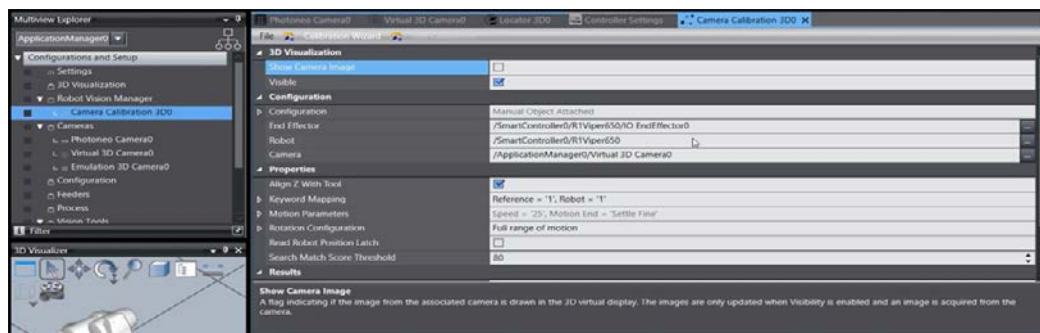 Multiview Explorer
Photoneo Camera0
Virtual 3D Camera0
Locator 3D0
Controller Settings
Camera Calibration 3D0
ApplicationManager0
File
Calibration Wizard
Configurations and Setup
Settings
3D Visualization
Robot Vision Manager
Camera Calibration 3D0
Cameras
Photoneo Camera0
Virtual 3D Camera0
Emulation 3D Camera0
Configuration
Feeders
Process
Vision Tools
Filter
3D Visualizer
3D Visualization
Show Camera Image
Visible
Configuration
Configuration Manual Object Attached
End Effector /SmartController0/R1Viper650/IO EndEffector0
Robot /SmartController0/R1Viper650
Camera /ApplicationManager0/Virtual 3D Camera0
Properties
Align Z With Tool
Keyword Mapping Reference = '1', Robot = '1'
Motion Parameters Speed = '25', Motion End = 'Settle Fine'
Rotation Configuration Full range of motion
Read Robot Position Latch
Search Match Score Threshold 80
Results
Show Camera Image
A flag indicating if the image from the associated camera is drawn in the 3D virtual display. The images are only updated when Visibility is enabled and an image is acquired from the
camera.